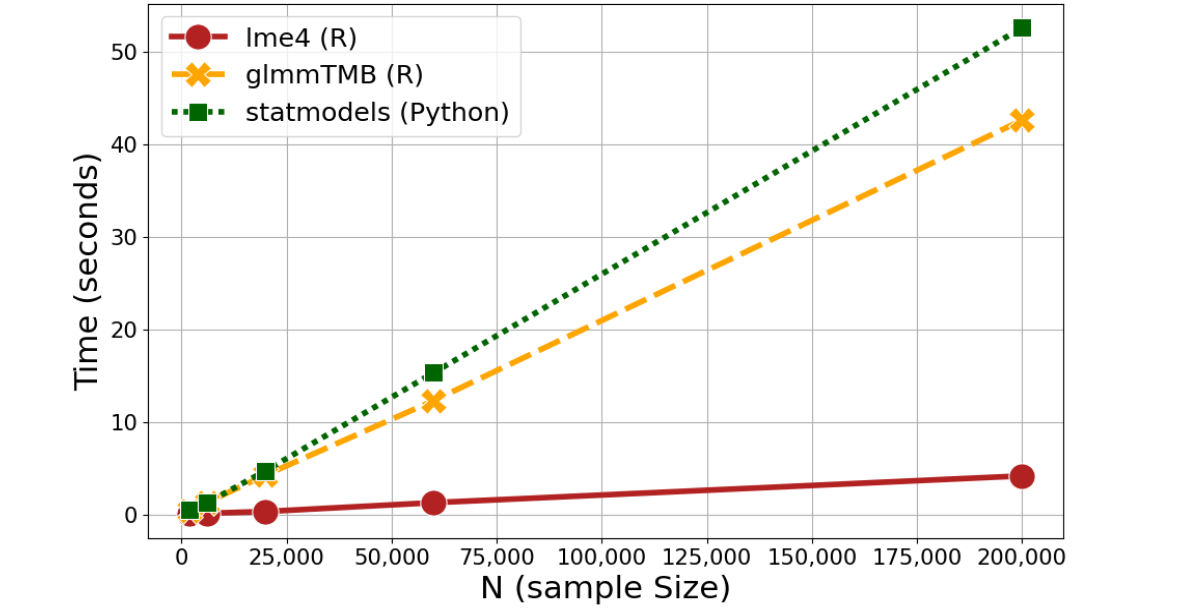 lme4 (R)
glmmTMB (R)
statmodels (Python)
Time (seconds)
50
40
30
20
10
0
0 25,000 50,000 75,000 100,000 125,000 150,000 175,000 200,000
N (sample Size)